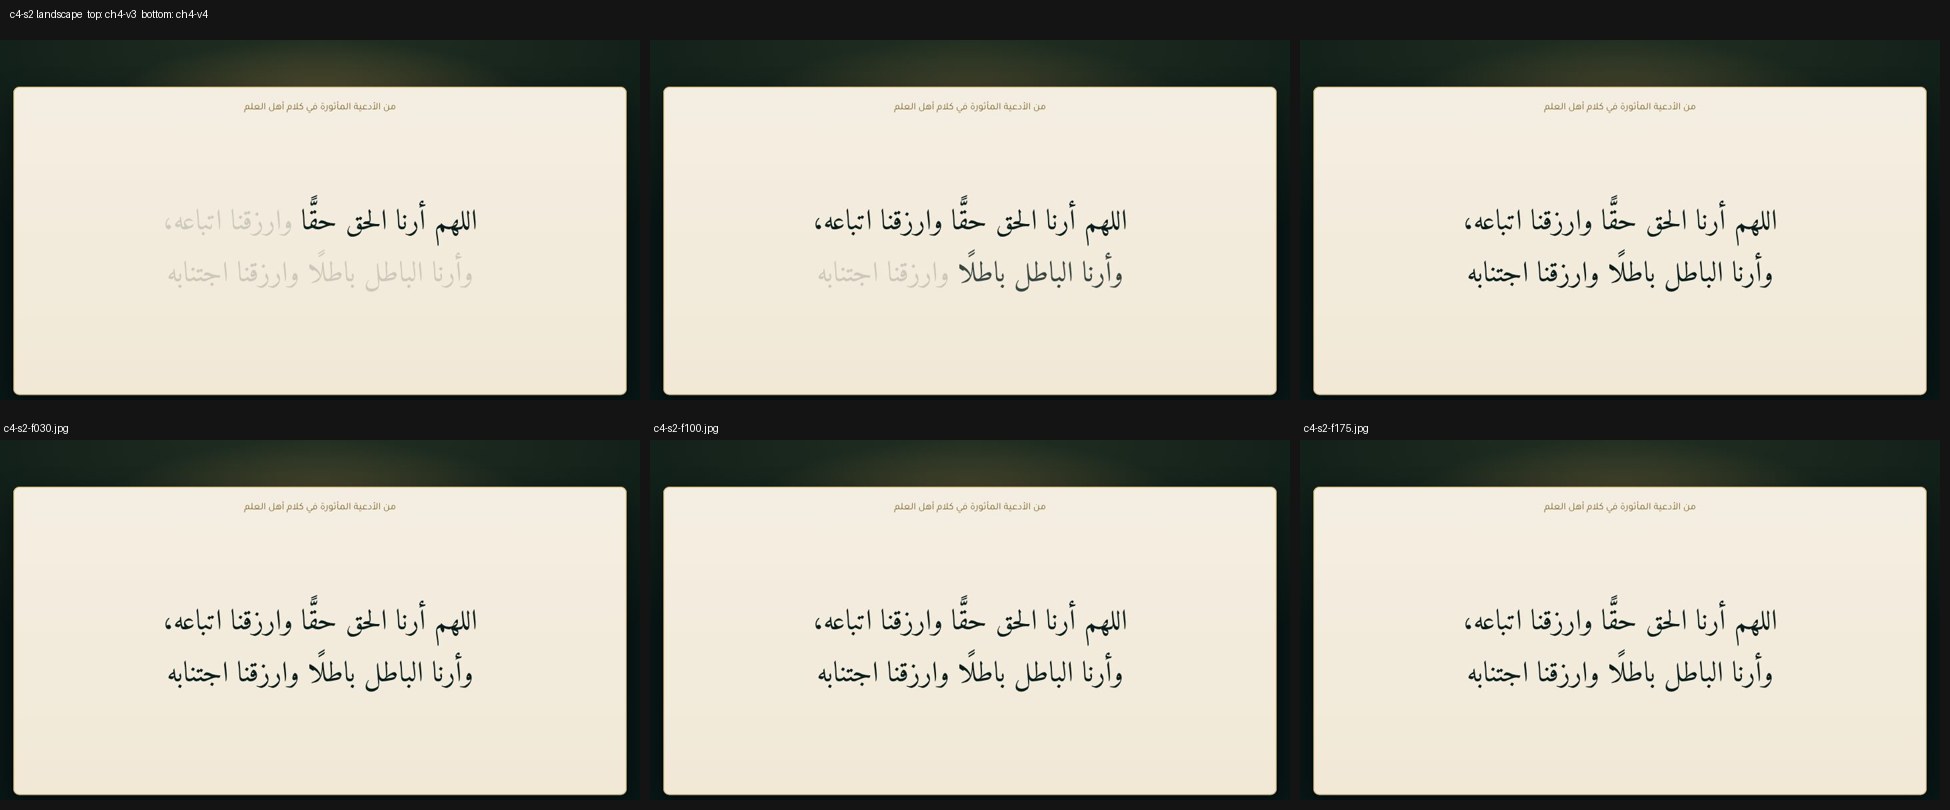 c4-s2 landscape  top: ch4-v3  bottom: ch4-v4
من الأدعية المأثورة في كلام أهل العلم
اللهم أرنا الحق حقًّا وارزقنا اتباعه،
وأرنا الباطل باطلًا وارزقنا اجتنابه
من الأدعية المأثورة في كلام أهل العلم
اللهم أرنا الحق حقًّا وارزقنا اتباعه،
وأرنا الباطل باطلًا وارزقنا اجتنابه
من الأدعية المأثورة في كلام أهل العلم
اللهم أرنا الحق حقًّا وارزقنا اتباعه،
وأرنا الباطل باطلًا وارزقنا اجتنابه
c4-s2-f030.jpg
c4-s2-f100.jpg
c4-s2-f175.jpg
من الأدعية المأثورة في كلام أهل العلم
اللهم أرنا الحق حقًّا وارزقنا اتباعه،
وأرنا الباطل باطلًا وارزقنا اجتنابه
من الأدعية المأثورة في كلام أهل العلم
اللهم أرنا الحق حقًّا وارزقنا اتباعه،
وأرنا الباطل باطلًا وارزقنا اجتنابه
من الأدعية المأثورة في كلام أهل العلم
اللهم أرنا الحق حقًّا وارزقنا اتباعه،
وأرنا الباطل باطلًا وارزقنا اجتنابه